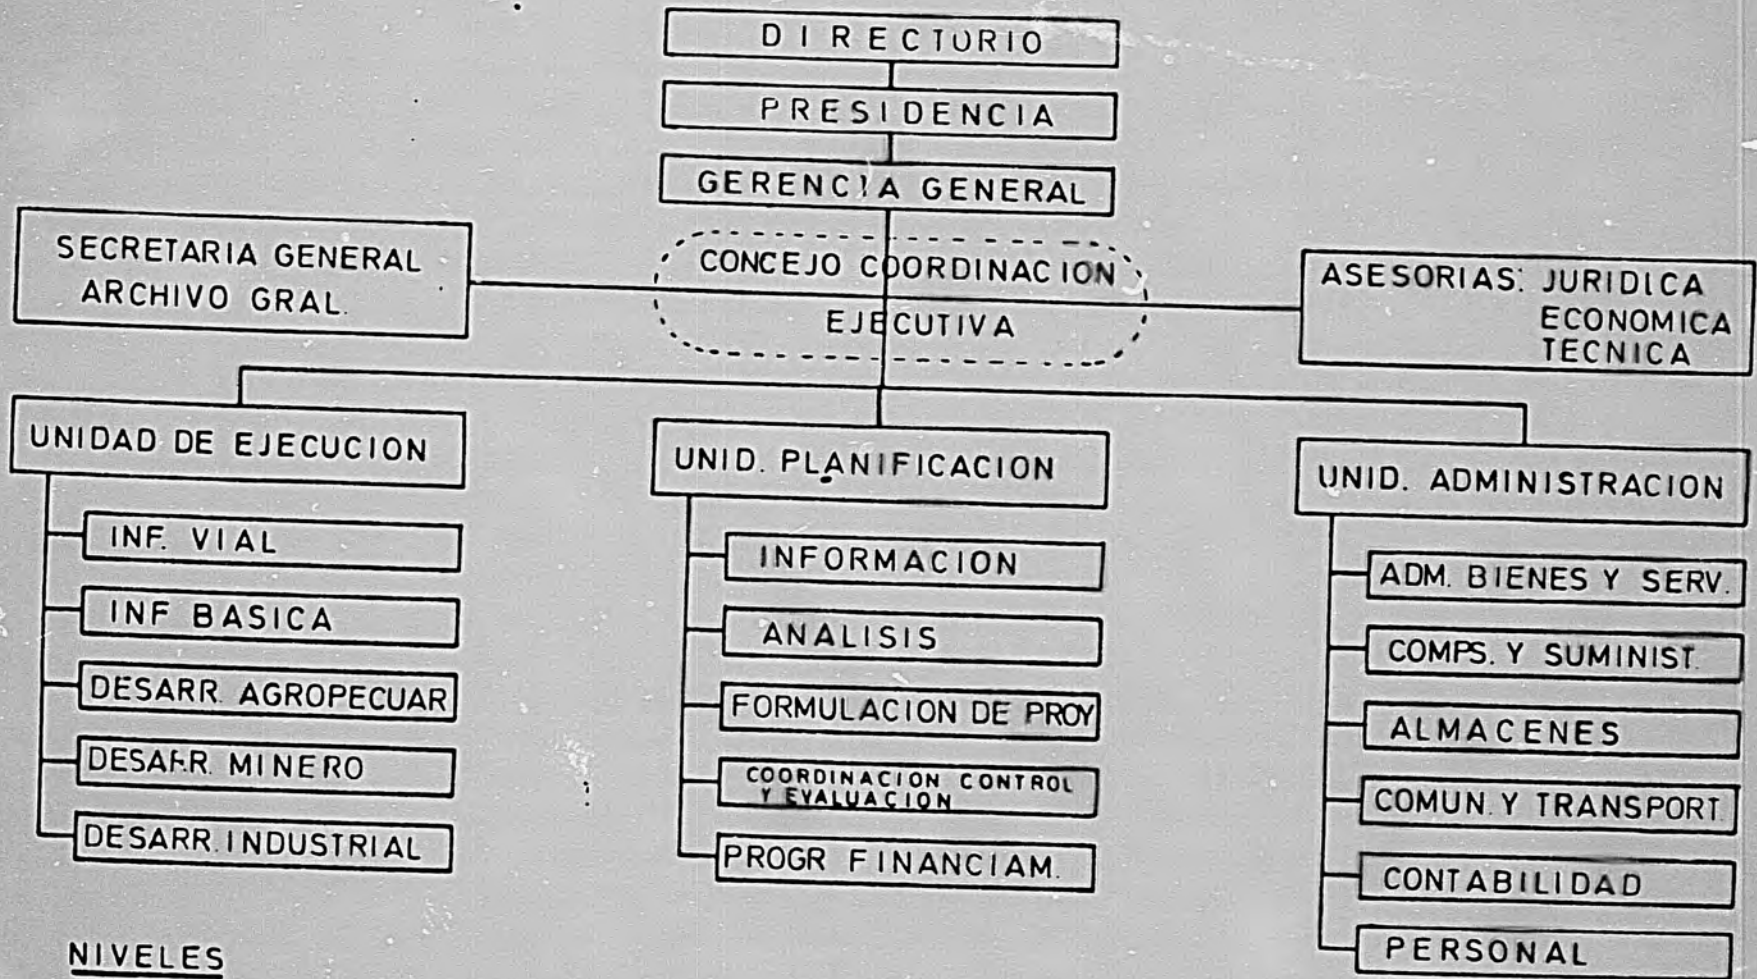 DIRECTORIO
PRESIDENCIA
GERENCIA GENERAL
SECRETARIA GENERAL
ARCHIVO GRAL.
CONCEJO COORDINACION
EJECUTIVA
ASESORIAS: JURIDICA
ECONOMICA
TECNICA
UNIDAD DE EJECUCION
INF. VIAL
INF BASICA
DESARR. AGROPECUAR
DESARR. MINERO
DESARR. INDUSTRIAL
UNID. PLANIFICACION
INFORMACION
ANALISIS
FORMULACION DE PROY
COORDINACION CONTROL
Y EVALUACION
PROGR FINANCIAM.
UNID. ADMINISTRACION
ADM. BIENES Y SERV.
COMPS. Y SUMINIST.
ALMACENES
COMUN. Y TRANSPORT.
CONTABILIDAD
PERSONAL
NIVELES